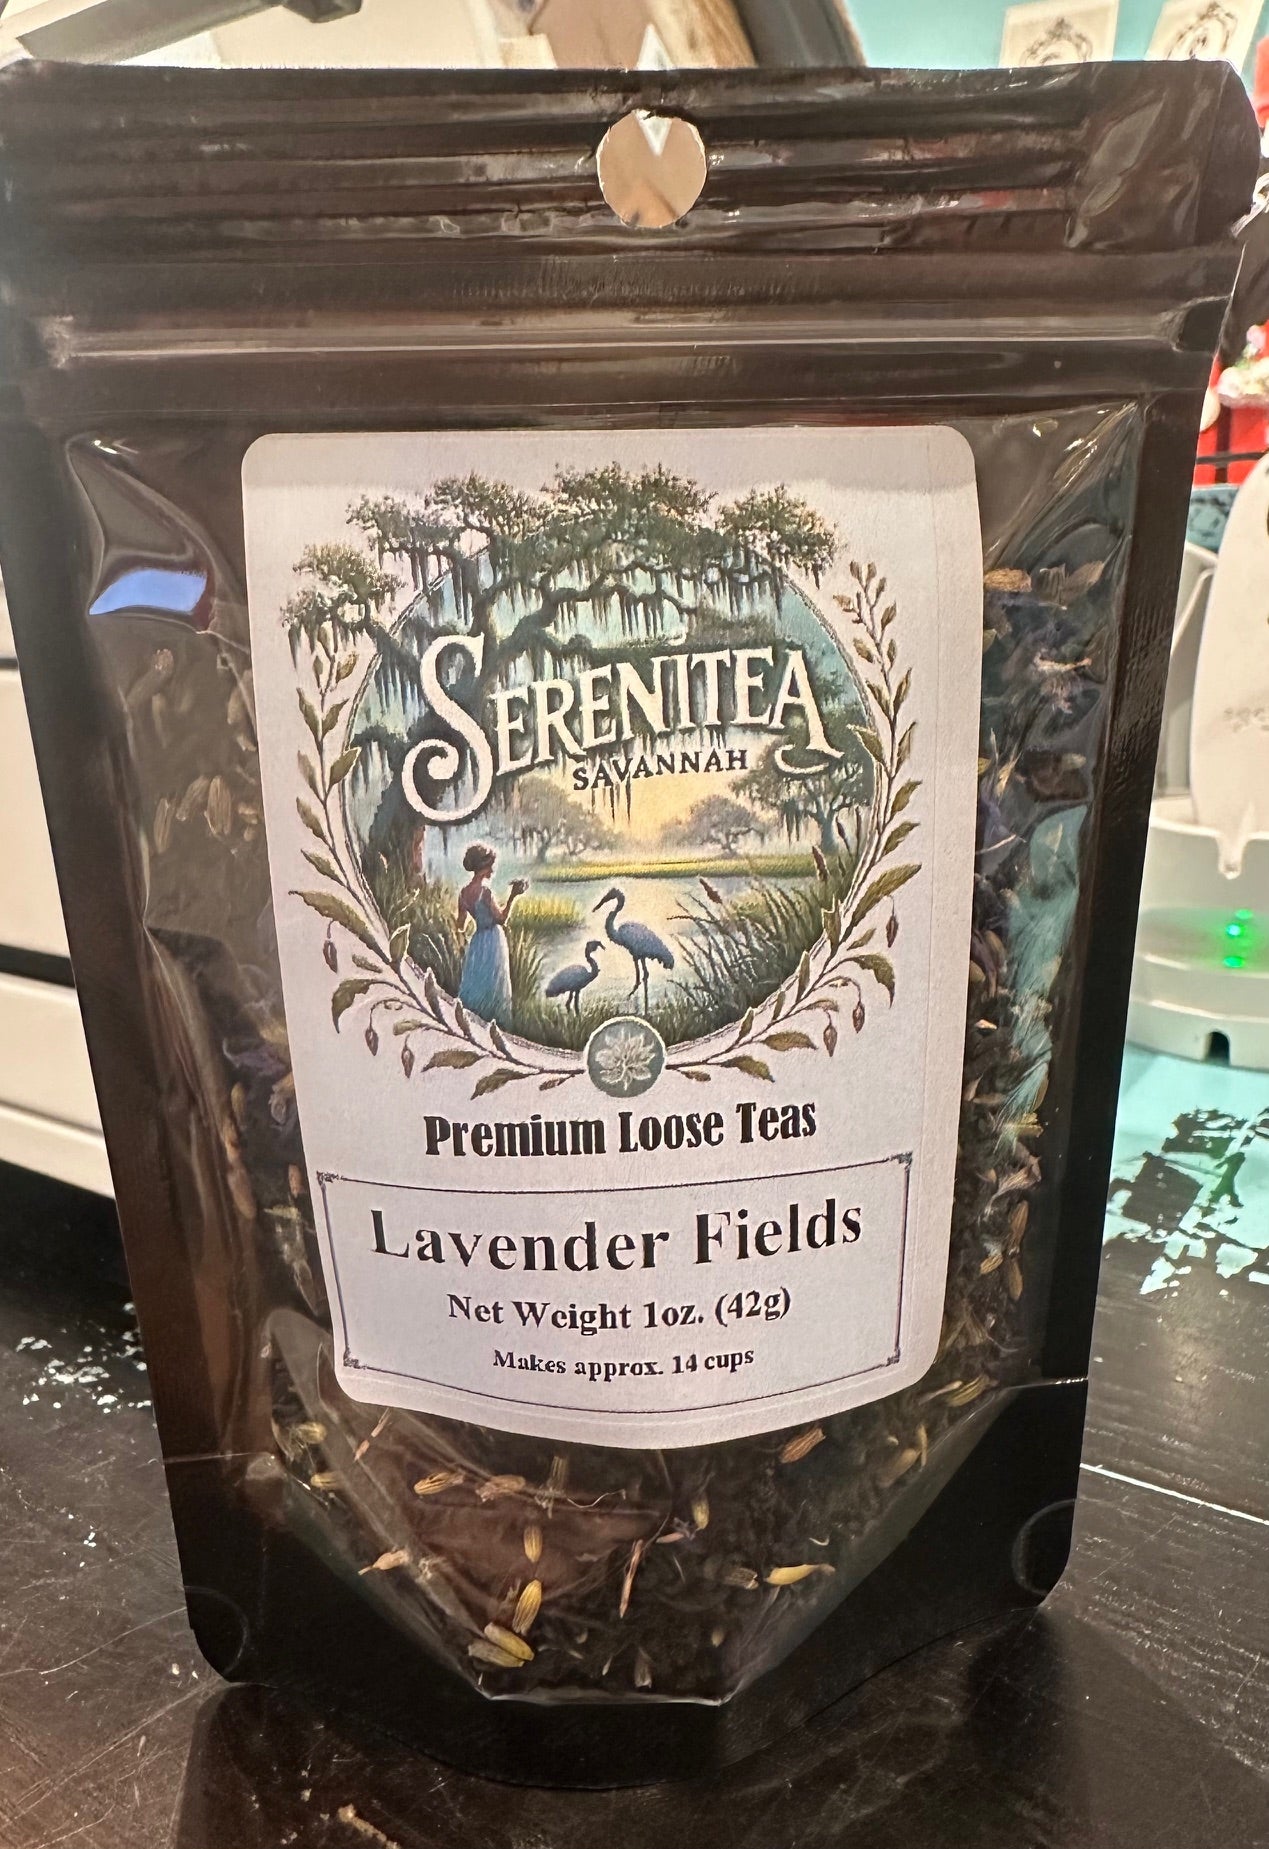 SERENITEA
SAVANNAH
Premium Loose Teas
Lavender Fields
Net Weight 1oz. (42g)
Makes approx. 14 cups